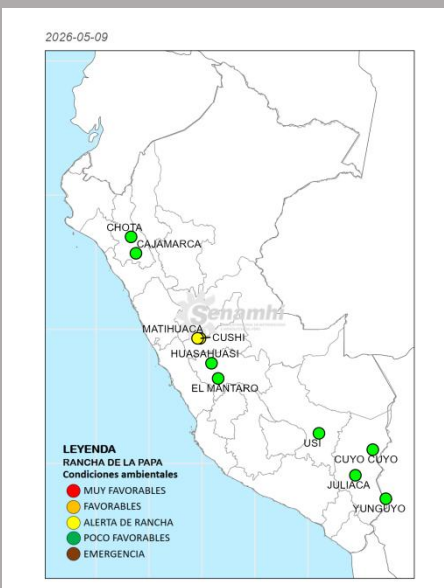 2026-05-09
CHOTA
CAJAMARCA
Senamhi
MATIHUACA
CUSHI
HUASAHUASI
EL MANTARO
USI
CUYO CUYO
JULIACA
YUNGUYO
LEYENDA
RANCHA DE LA PAPA
Condiciones ambientales
MUY FAVORABLES
FAVORABLES
ALERTA DE RANCHA
POCO FAVORABLES
EMERGENCIA